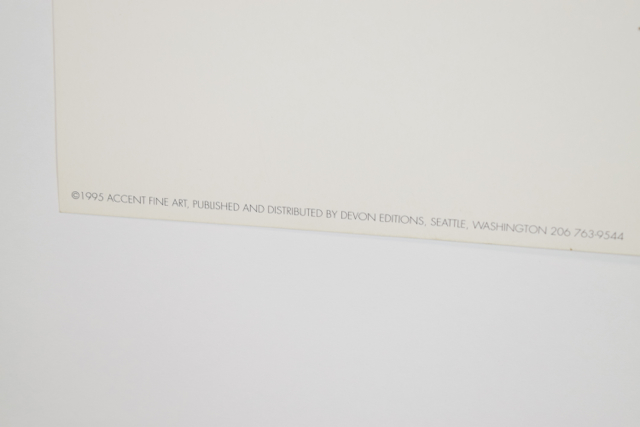 ©1995 ACCENT FINE ART, PUBLISHED AND DISTRIBUTED BY DEVON EDITIONS, SEATTLE, WASHINGTON 206 763-9544